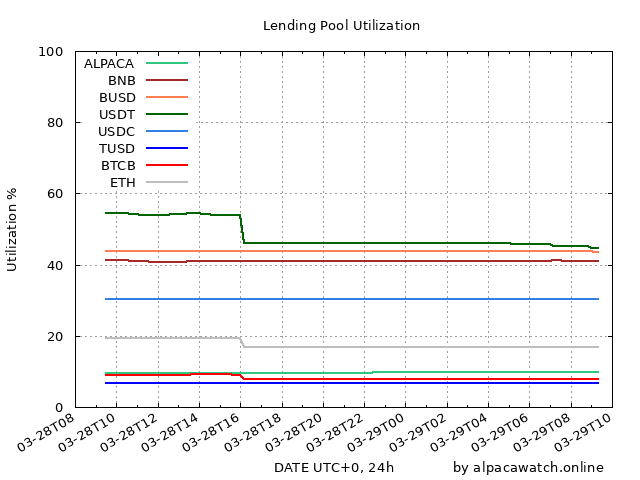 Lending Pool Utilization
100
80
60
40
20
0
Utilization %
ALPACA
BNB
BUSD
USDT
USDC
TUSD
BTCB
ETH
03-28T08
03-28T10
03-28T12
03-28T14
03-28T16
03-28T18
03-28T20
03-28T22
03-29T00
03-29T02
03-29T04
03-29T06
03-29T08
03-29T10
DATE UTC+0, 24h
by alpacawatch.online